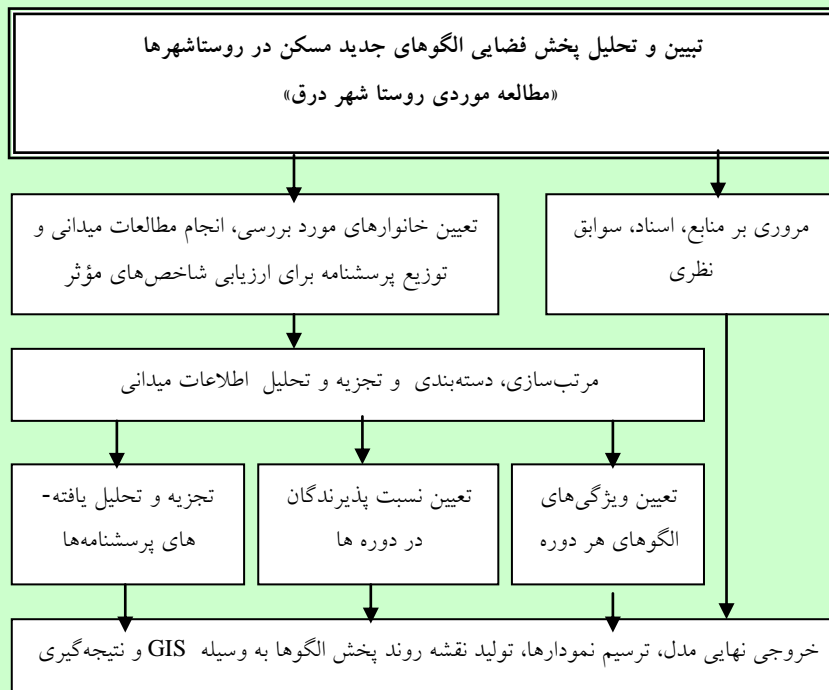 تبیین و تحلیل پخش فضایی الگوهای جدید مسکن در روستاشهرها
«مطالعه موردی روستا شهر درق»
مروری بر منابع، اسناد، سوابق
نظری
تعیین خانوارهای مورد بررسی، انجام مطالعات میدانی و
توزیع پرسشنامه برای ارزیابی شاخص‌های مؤثر
مرتب‌سازی، دسته‌بندی و تجزیه و تحلیل اطلاعات میدانی
تعیین ویژگی‌های
الگوهای هر دوره
تعیین نسبت پذیرندگان
در دوره ها
تجزیه و تحلیل یافته-
های پرسشنامه‌ها
خروجی نهایی مدل، ترسیم نمودارها، تولید نقشه روند پخش الگوها به وسیله GIS و نتیجه‌گیری